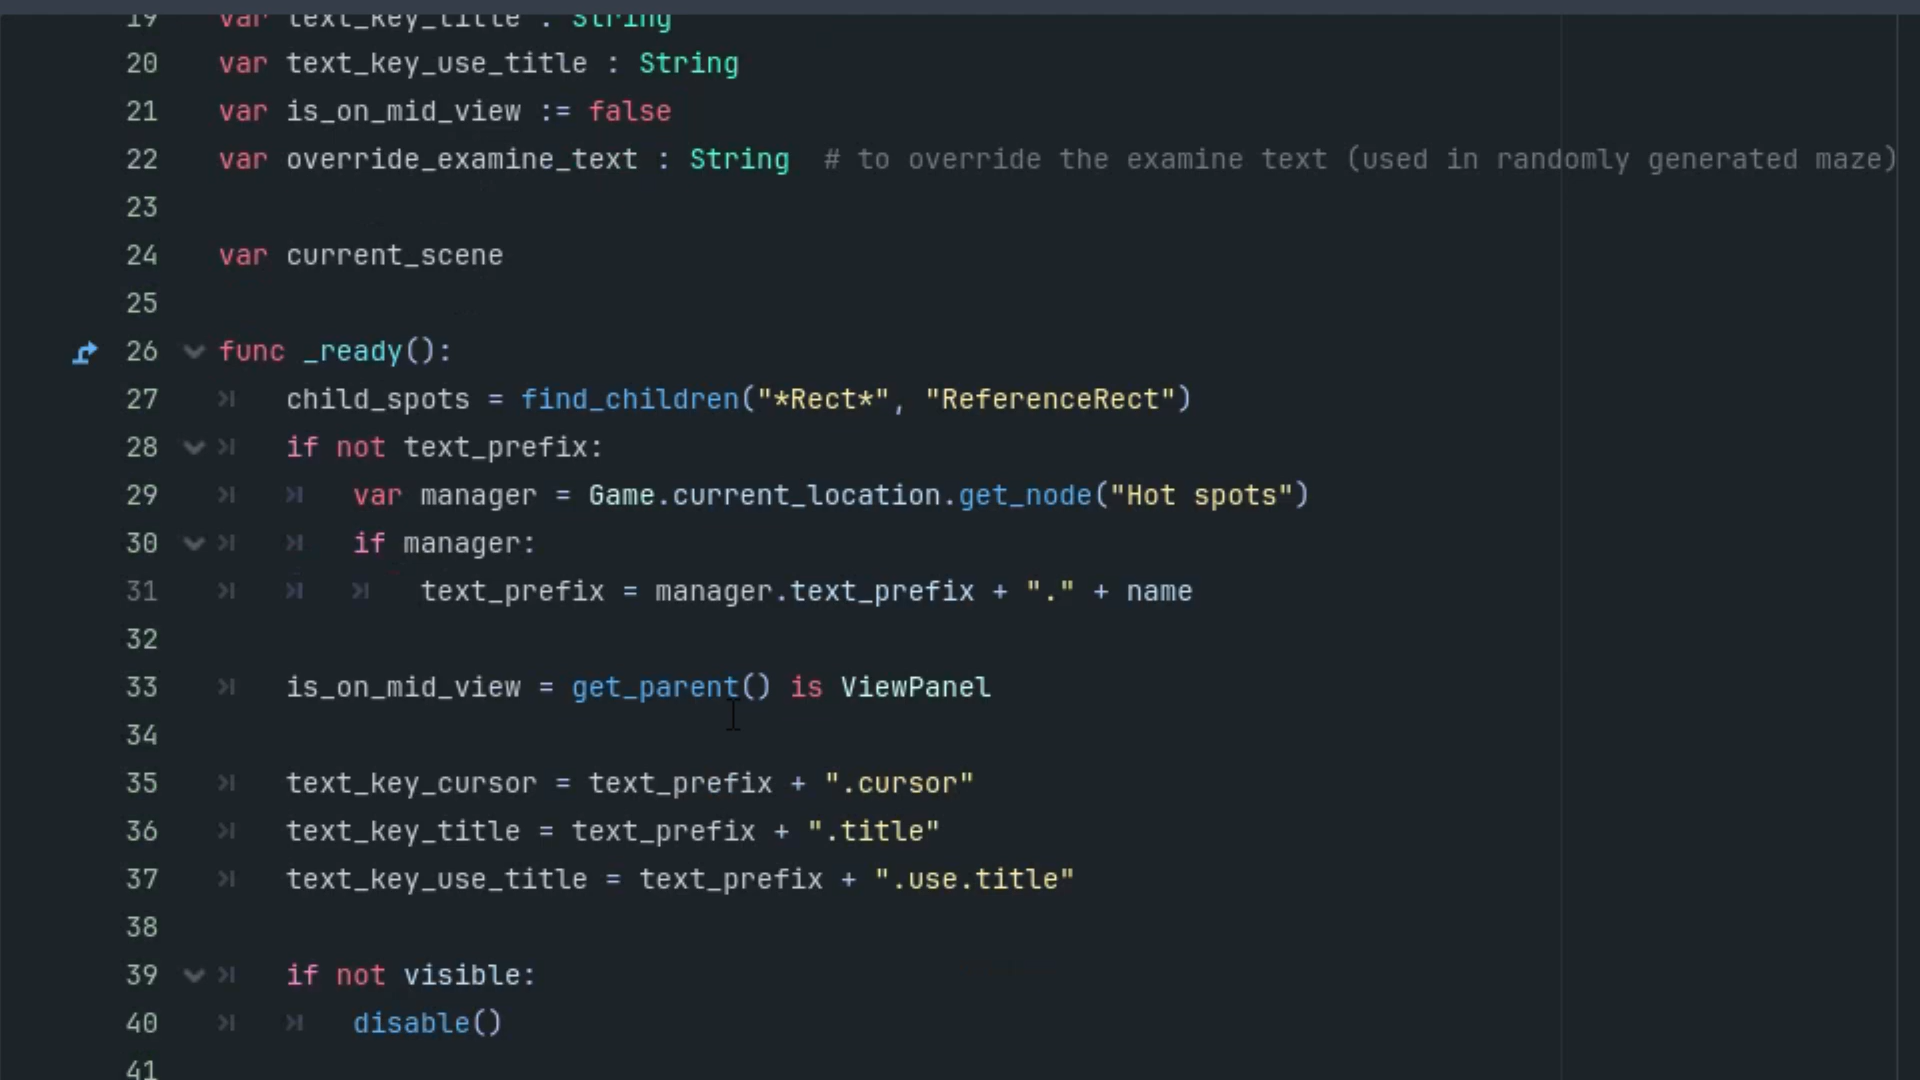 19 var text_key_title : String
20 var text_key_use_title : String
21 var is_on_mid_view := false
22 var override_examine_text : String # to override the examine text (used in randomly generated maze)
23
24 var current_scene
25
26 func _ready():
27 child_spots = find_children("*Rect*", "ReferenceRect")
28 if not text_prefix:
29 var manager = Game.current_location.get_node("Hot spots")
30 if manager:
31 text_prefix = manager.text_prefix + "." + name
32
33 is_on_mid_view = get_parent() is ViewPanel
34
35 text_key_cursor = text_prefix + ".cursor"
36 text_key_title = text_prefix + ".title"
37 text_key_use_title = text_prefix + ".use.title"
38
39 if not visible:
40 disable()
41